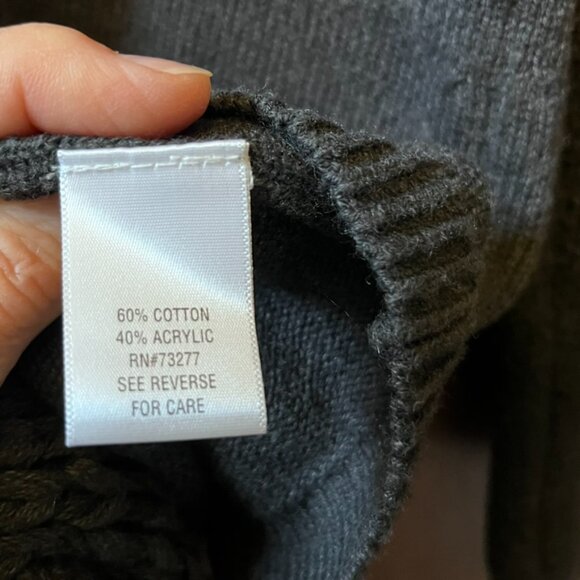 60% COTTON
40% ACRYLIC
RN#73277
SEE REVERSE
FOR CARE